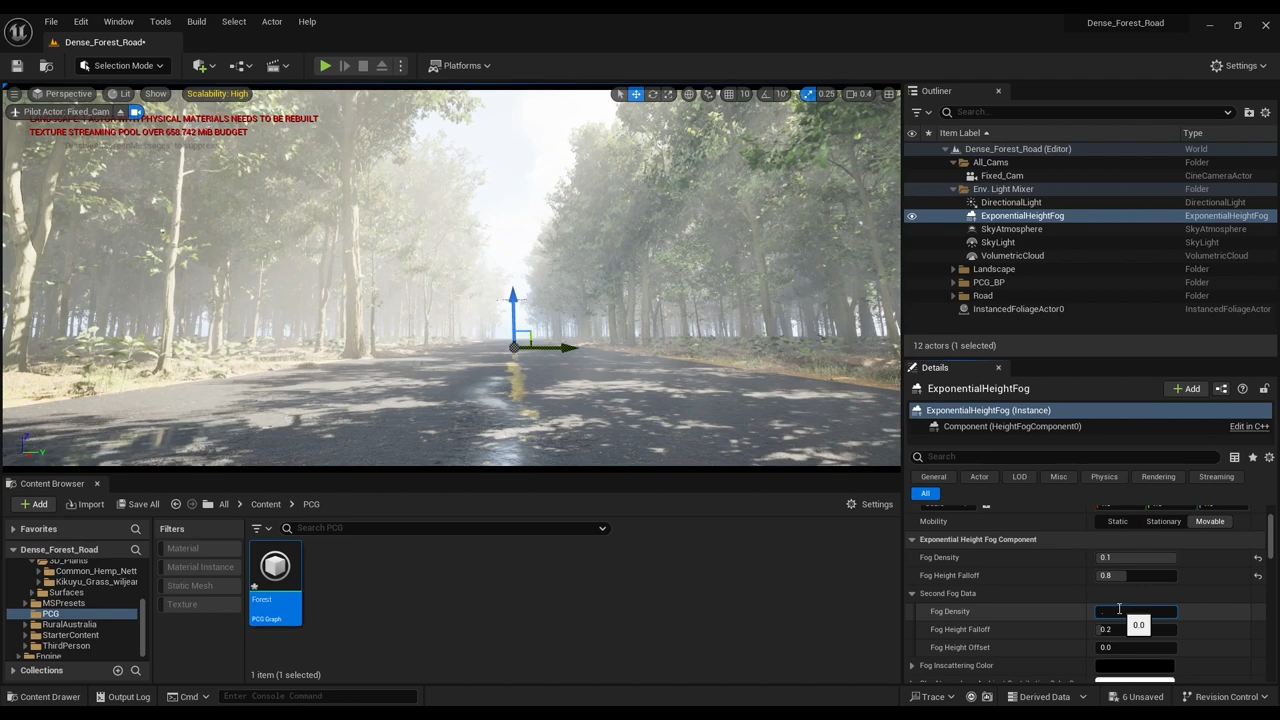 File Edit Window Tools Build Select Actor Help
Dense_Forest_Road
Dense_Forest_Road*
Selection Mode
Platforms
Settings
Perspective Lit Show Scalability: High
10 10° 0.25 0.4
Pilot Actor: Fixed_Cam
PHYSICAL MATERIALS NEEDS TO BE REBUILT
TEXTURE STREAMING POOL OVER 658.742 MiB BUDGET
Y
Outliner
Search...
Item Label Type
Dense_Forest_Road (Editor) World
All_Cams Folder
Fixed_Cam CineCameraActor
Env. Light Mixer Folder
DirectionalLight DirectionalLight
ExponentialHeightFog ExponentialHeightFog
SkyAtmosphere SkyAtmosphere
SkyLight SkyLight
VolumetricCloud VolumetricCloud
Landscape Folder
PCG_BP Folder
Road Folder
InstancedFoliageActor0 InstancedFoliageActor
12 actors (1 selected)
Details
ExponentialHeightFog
Add
ExponentialHeightFog (Instance)
Component (HeightFogComponent0) Edit in C++
Search
General Actor LOD Misc Physics Rendering Streaming
All
Mobility Static Stationary Movable
Exponential Height Fog Component
Fog Density 0.1
Fog Height Falloff 0.8
Second Fog Data
Fog Density .
0.0
Fog Height Falloff 0.2
Fog Height Offset 0.0
Fog Inscattering Color
Content Browser
Add Import Save All All Content PCG Settings
Favorites
Dense_Forest_Road
3D_Plants
Common_Hemp_Nett
Kikuyu_Grass_wiljear
Surfaces
MSPresets
PCG
RuralAustralia
StarterContent
ThirdPerson
Engine
Collections
Filters
Material
Material Instance
Static Mesh
Texture
Search PCG
Forest
PCG Graph
1 item (1 selected)
Content Drawer Output Log Cmd Enter Console Command Trace Derived Data 6 Unsaved Revision Control